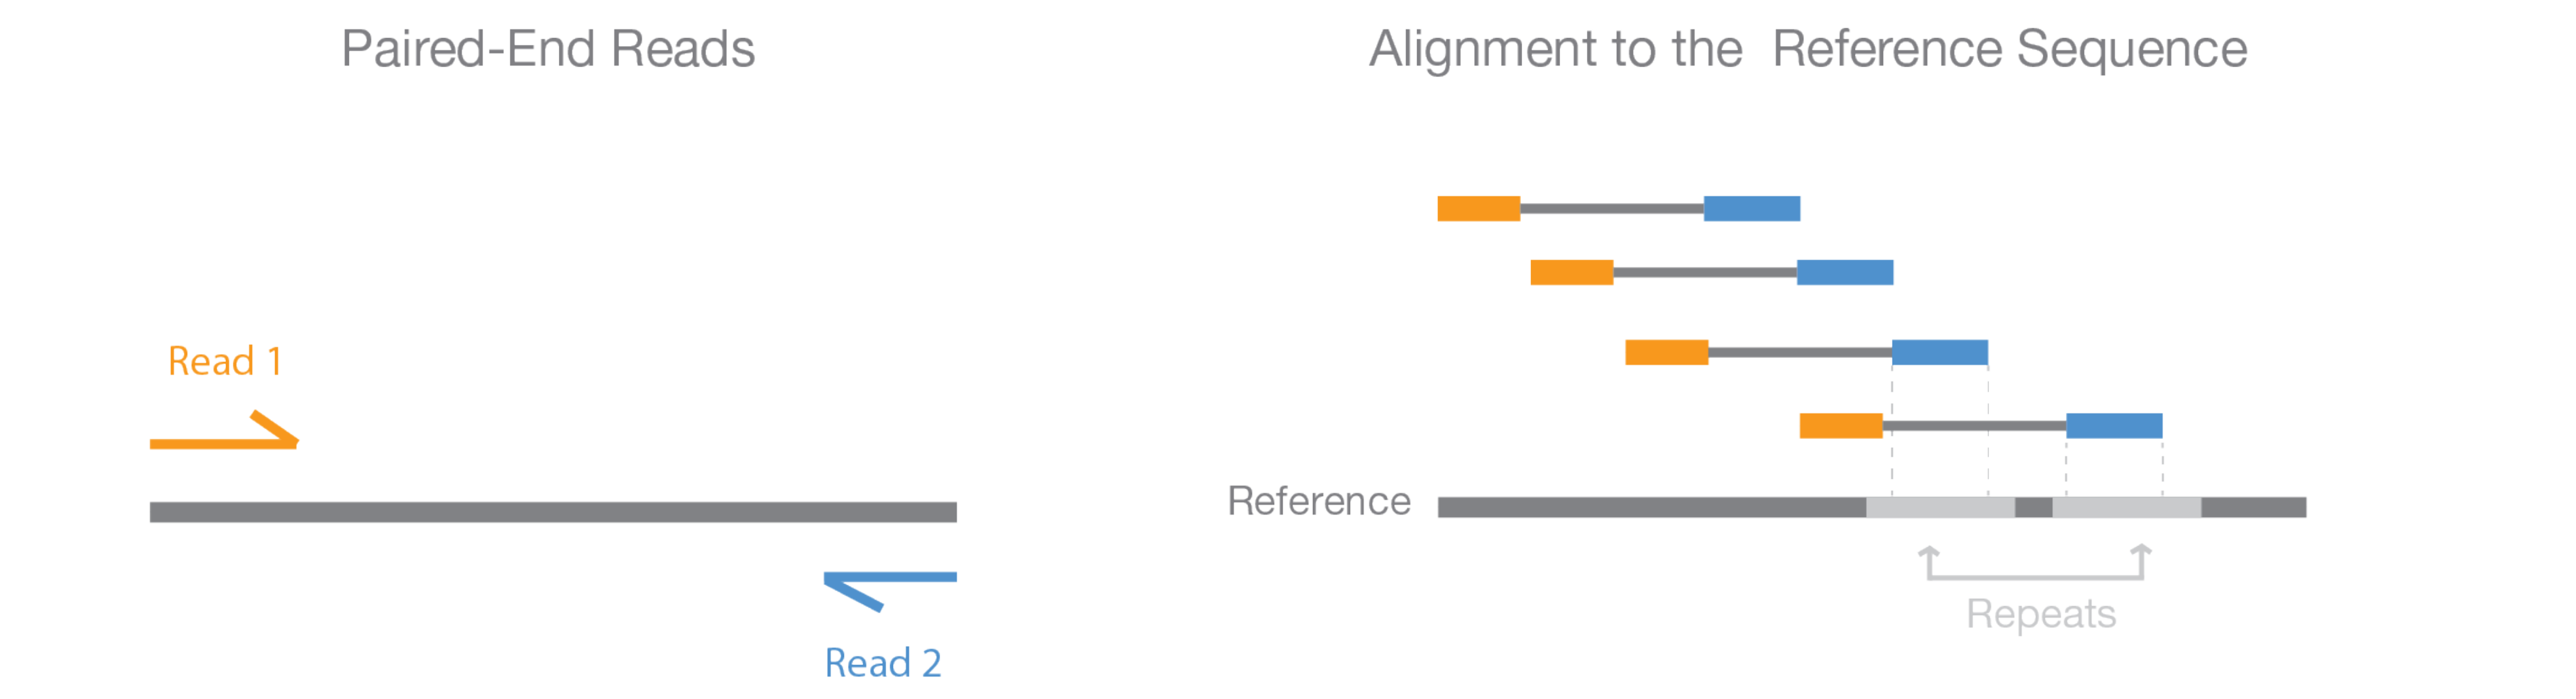 Paired-End Reads
Read 1
Read 2
Alignment to the Reference Sequence
Reference
Repeats